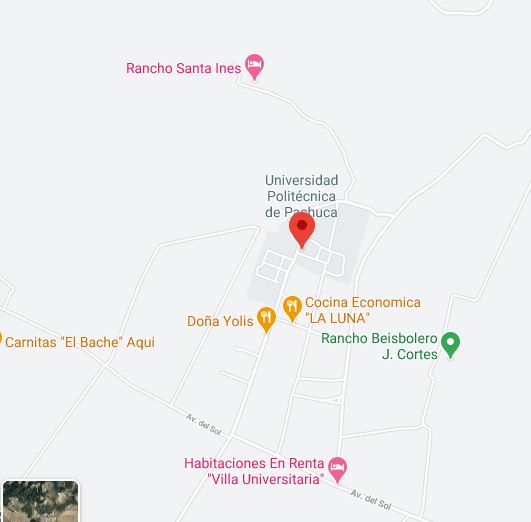 Rancho Santa Ines
Universidad
Politécnica
de Pachuca
Cocina Economica
"LA LUNA"
Doña Yolis
Rancho Beisbolero
J. Cortes
Carnitas "El Bache" Aqui
Av. del Sol
Habitaciones En Renta
"Villa Universitaria"
Av. del Sol